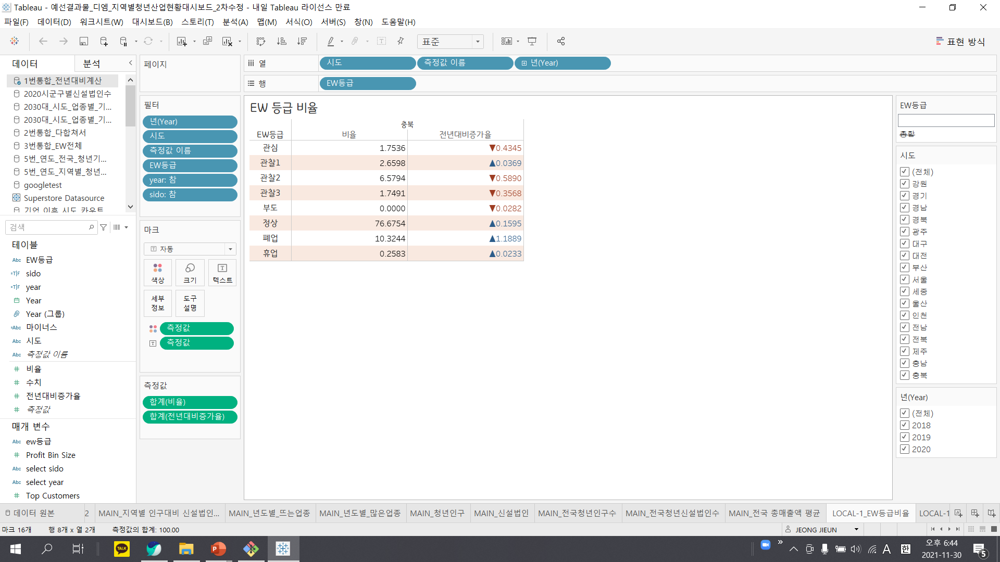 Tableau - 예선결과물_디엠_지역별청년산업현황대시보드_2차수정 - 내일 Tableau 라이선스 만료
파일(F) 데이터(D) 워크시트(W) 대시보드(B) 스토리(T) 분석(A) 맵(M) 서식(O) 서버(S) 창(N) 도움말(H)
표준
표현 방식
데이터 분석
1번통합_전년대비계산
2020시군구별신설법인수
2030대_시도_업종별_기...
2030대_시도_업종별_기...
2번통합_다합쳐서
3번통합_EW전체
5번_연도_전국_청년기...
5번_연도_지역별_청년...
googletest
Superstore Datasource
기업_이흥_시도_카운트
검색
테이블
Abc EW등급
=T|F sido
=T|F year
Year
Year (그룹)
=Abc 마이너스
Abc 시도
Abc 측정값 이름
비율
수치
전년대비증가율
측정값
매개 변수
Abc ew등급
Profit Bin Size
Abc select sido
Abc select year
Top Customers
페이지
필터
년(Year)
시도
측정값 이름
EW등급
year: 참
sido: 참
마크
자동
색상 크기 텍스트
세부 정보 도구 설명
측정값
측정값
측정값
합계(비율)
합계(전년대비증가율)
열 시도 측정값 이름 년(Year)
행 EW등급
EW 등급 비율
충북
EW등급 비율 전년대비증가율
관심 1.7536 ▼0.4345
관찰1 2.6598 ▲0.0369
관찰2 6.5794 ▼0.5890
관찰3 1.7491 ▼0.3568
부도 0.0000 ▼0.0282
정상 76.6754 ▲0.1595
폐업 10.3244 ▲1.1889
휴업 0.2583 ▲0.0233
EW등급
총합
시도
(전체)
강원
경기
경남
경북
광주
대구
대전
부산
서울
세종
울산
인천
전남
전북
제주
충남
충북
년(Year)
(전체)
2018
2019
2020
데이터 원본 2 MAIN_지역별 인구대비 신설법인... MAIN_년도별_뜨는업종 MAIN_년도별_많은업종 MAIN_청년인구 MAIN_신설법인 MAIN_전국청년인구수 MAIN_전국청년신설법인수 MAIN_전국 총매출액 평균 LOCAL-1_EW등급비율 LOCAL-1
마크 16개 행 8개 x 열 2개 측정값의 합계: 100.00 JEONG JIEUN
TALK
A 한
오후 6:44
2021-11-30
5